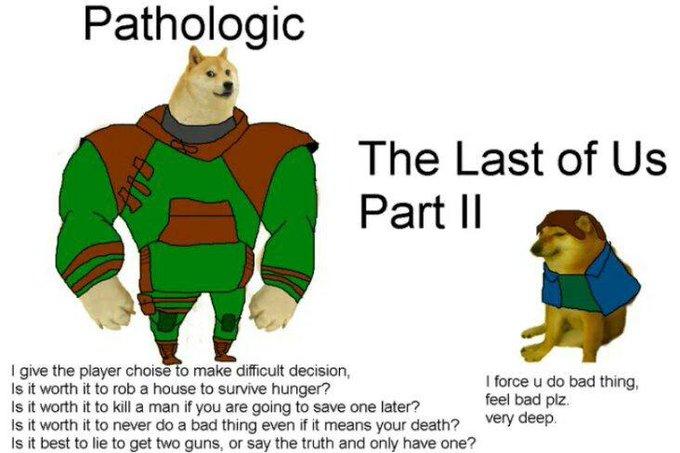 Pathologic
The Last of Us
Part II
I give the player choise to make difficult decision,
Is it worth it to rob a house to survive hunger?
Is it worth it to kill a man if you are going to save one later?
Is it worth it to never do a bad thing even if it means your death?
Is it best to lie to get two guns, or say the truth and only have one?
I force u do bad thing,
feel bad plz.
very deep.